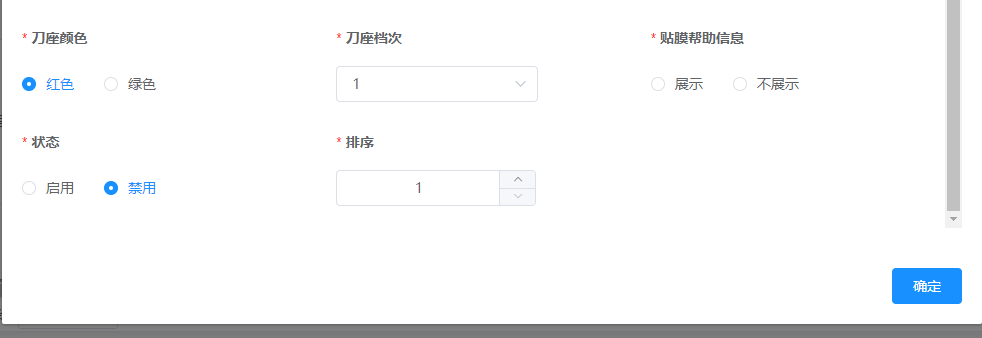 * 刀座颜色
* 刀座档次
* 贴膜帮助信息
红色 绿色
1
展示 不展示
* 状态
* 排序
启用 禁用
1
确定